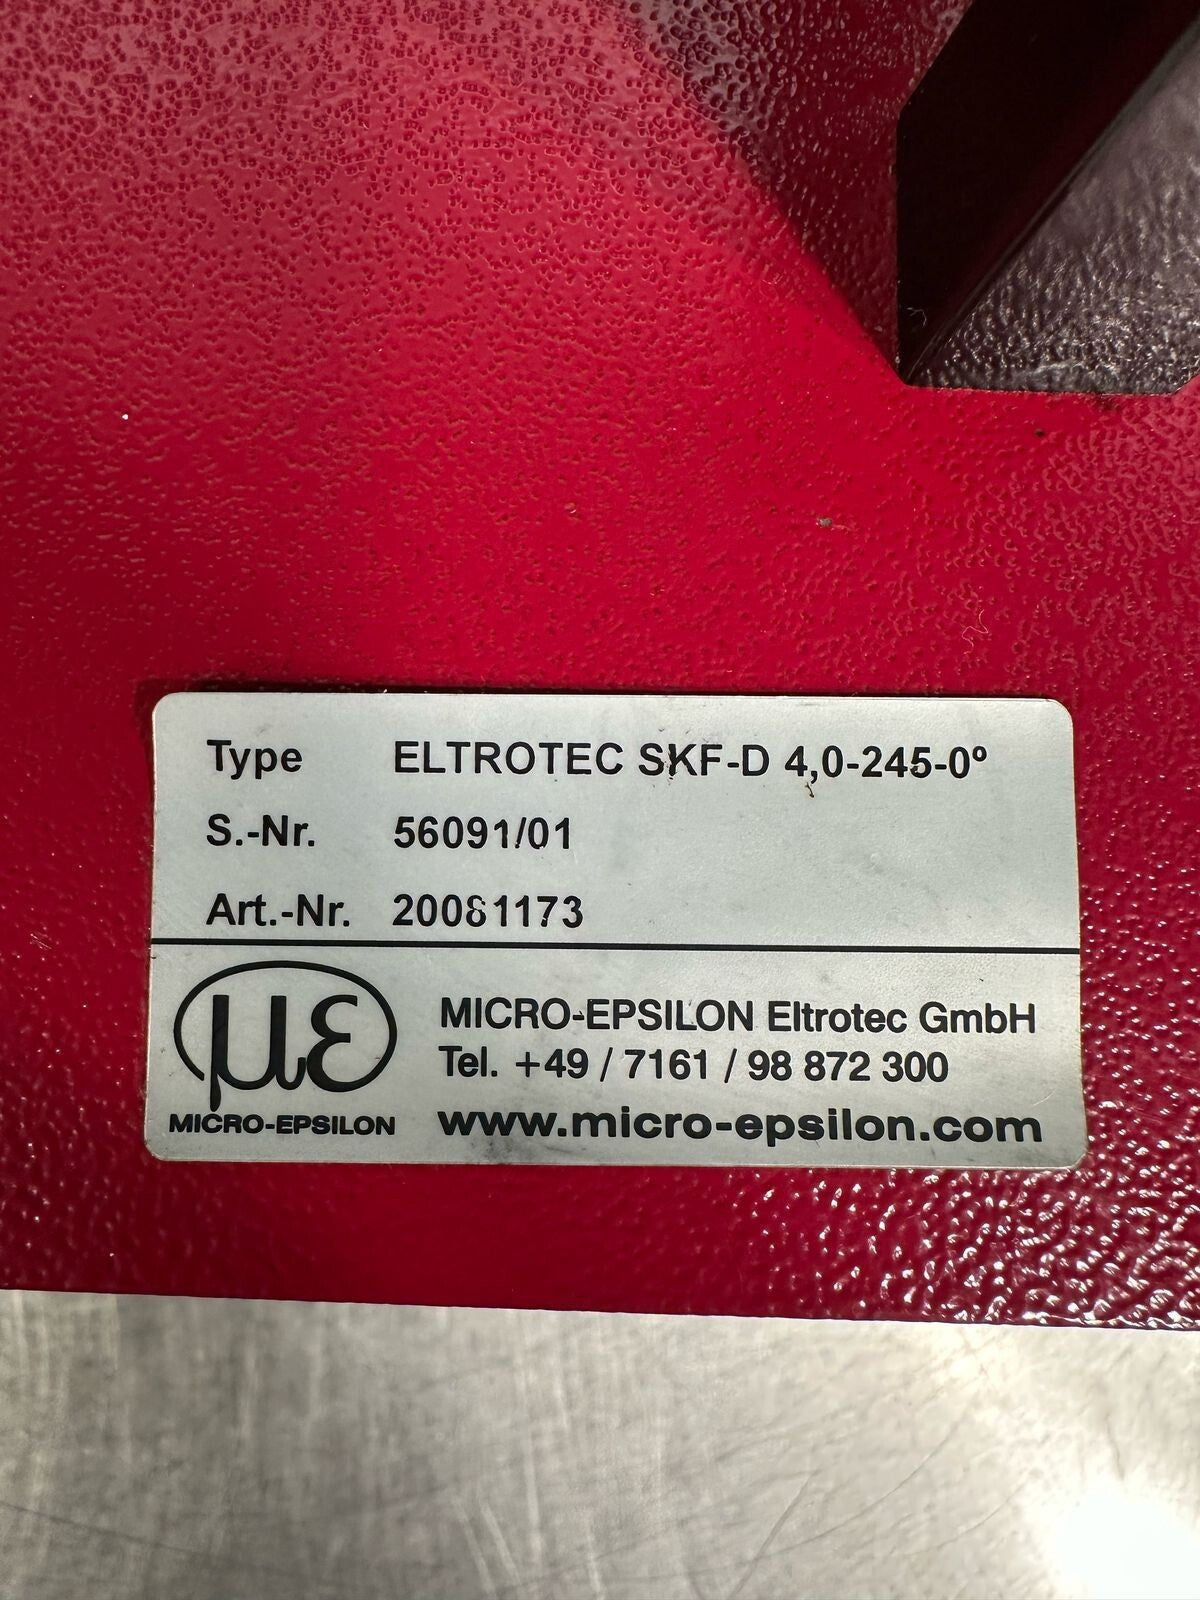 Type ELTROTEC SKF-D 4,0-245-0°
S.-Nr. 56091/01
Art.-Nr. 20081173
με
MICRO-EPSILON
MICRO-EPSILON Eltrotec GmbH
Tel. +49 / 7161 / 98 872 300
www.micro-epsilon.com